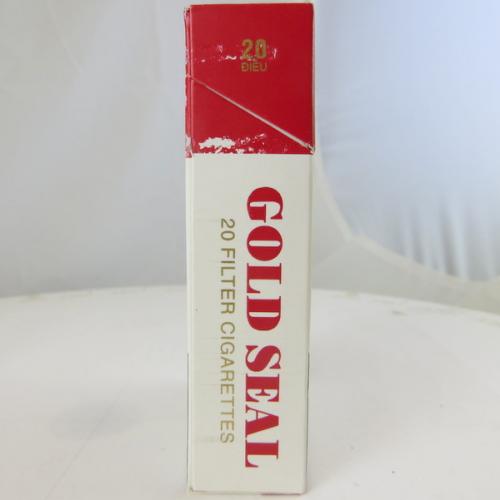 20
ĐIẾU
GOLD SEAL
20 FILTER CIGARETTES